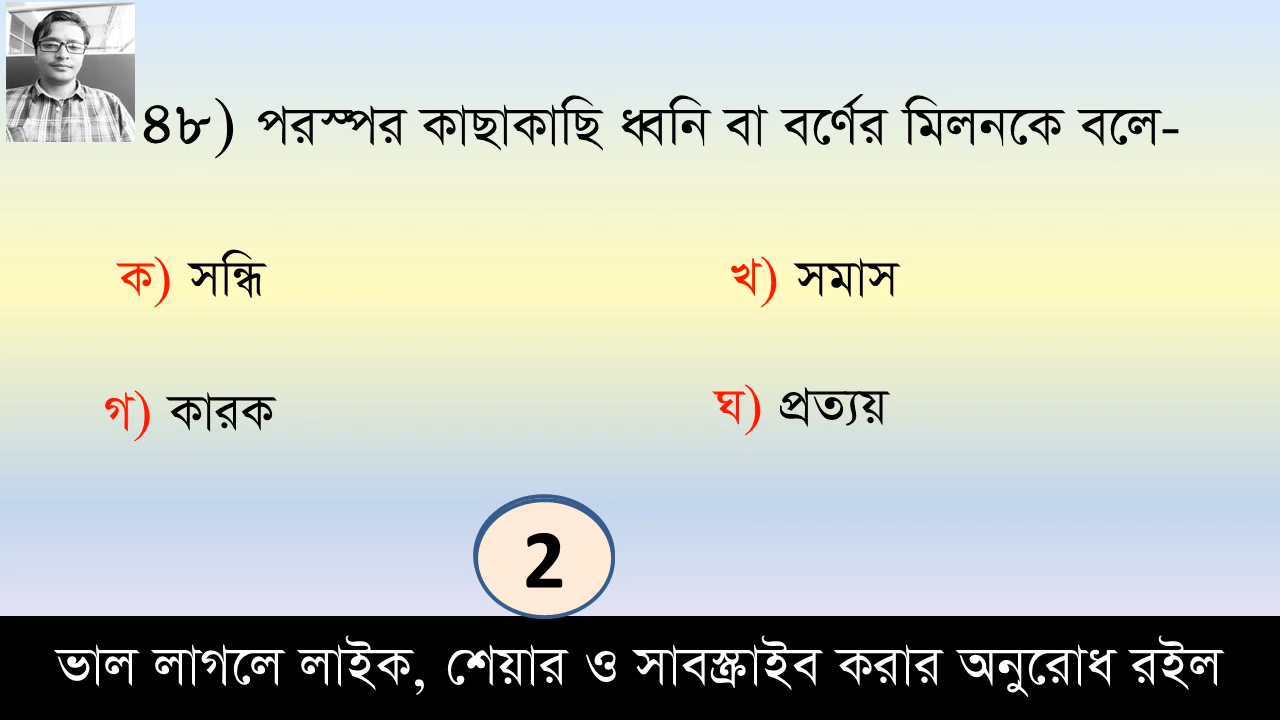 ৪৮) পরস্পর কাছাকাছি ধ্বনি বা বর্ণের মিলনকে বলে-
ক) সন্ধি
খ) সমাস
গ) কারক
ঘ) প্রত্যয়
2
ভাল লাগলে লাইক, শেয়ার ও সাবস্ক্রাইব করার অনুরোধ রইল